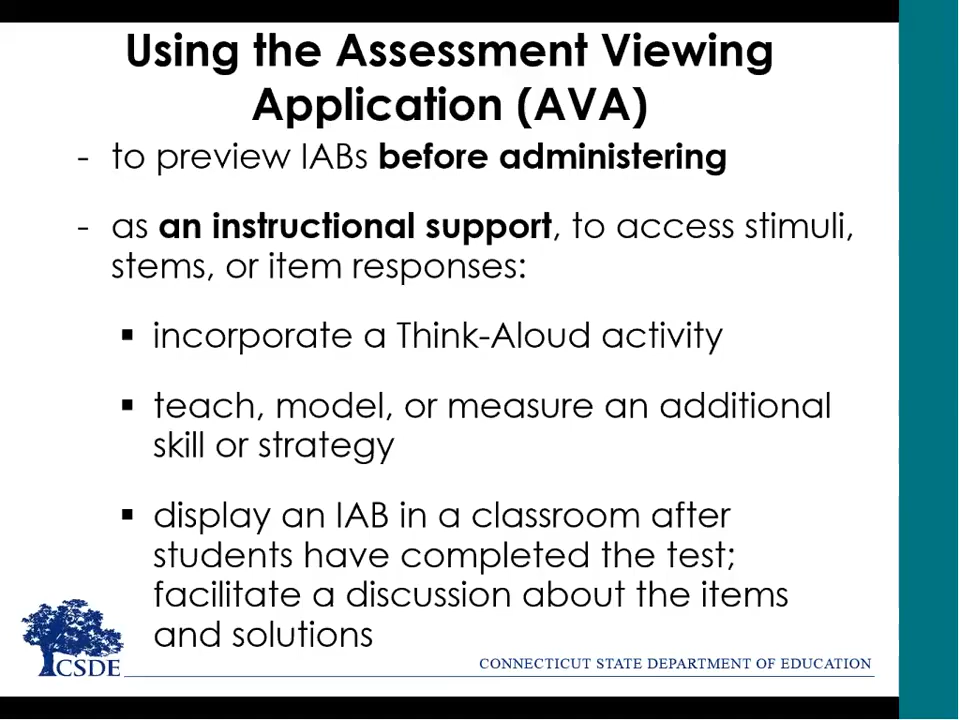 Using the Assessment Viewing
Application (AVA)
- to preview IABs before administering
- as an instructional support, to access stimuli,
stems, or item responses:
▪ incorporate a Think-Aloud activity
▪ teach, model, or measure an additional
skill or strategy
▪ display an IAB in a classroom after
students have completed the test;
facilitate a discussion about the items
and solutions
CSDE
CONNECTICUT STATE DEPARTMENT OF EDUCATION